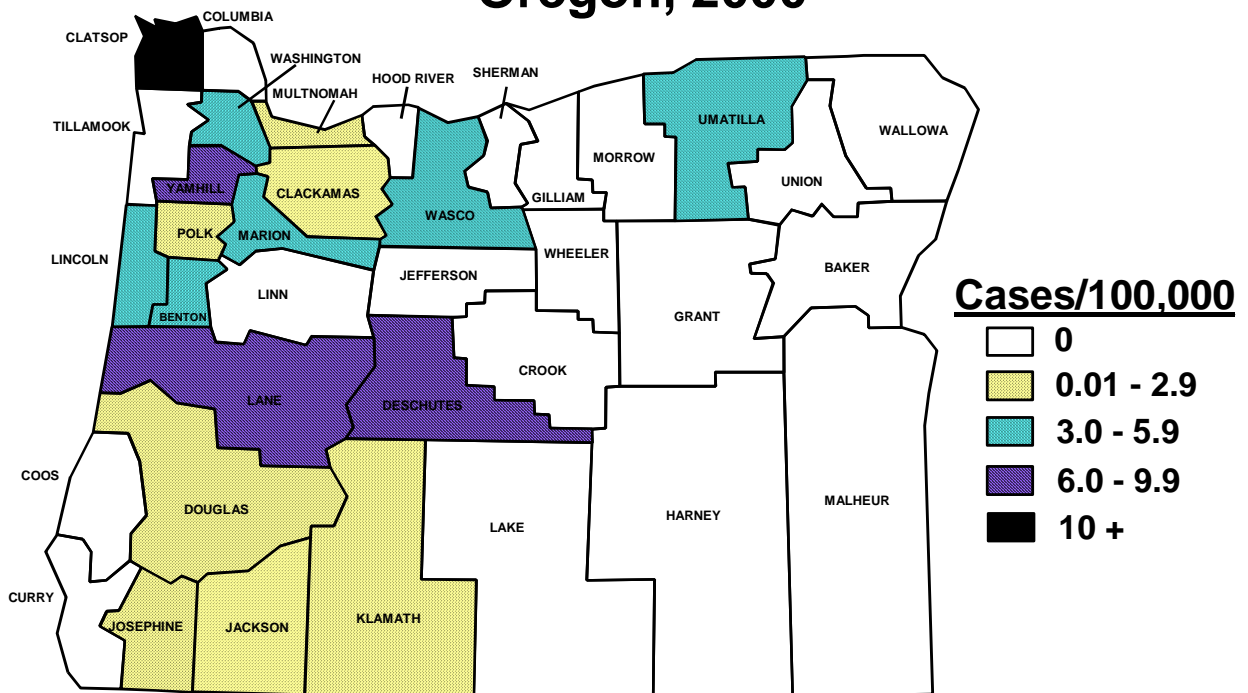 COLUMBIA
CLATSOP
WASHINGTON
HOOD RIVER
SHERMAN
MULTNOMAH
TILLAMOOK
UMATILLA
WALLOWA
MORROW
YAMHILL
CLACKAMAS
GILLIAM
UNION
WASCO
POLK
MARION
LINCOLN
JEFFERSON
WHEELER
BAKER
LINN
BENTON
GRANT
CROOK
LANE
DESCHUTES
COOS
DOUGLAS
LAKE
HARNEY
MALHEUR
CURRY
JOSEPHINE
JACKSON
KLAMATH
Cases/100,000
0
0.01 - 2.9
3.0 - 5.9
6.0 - 9.9
10 +